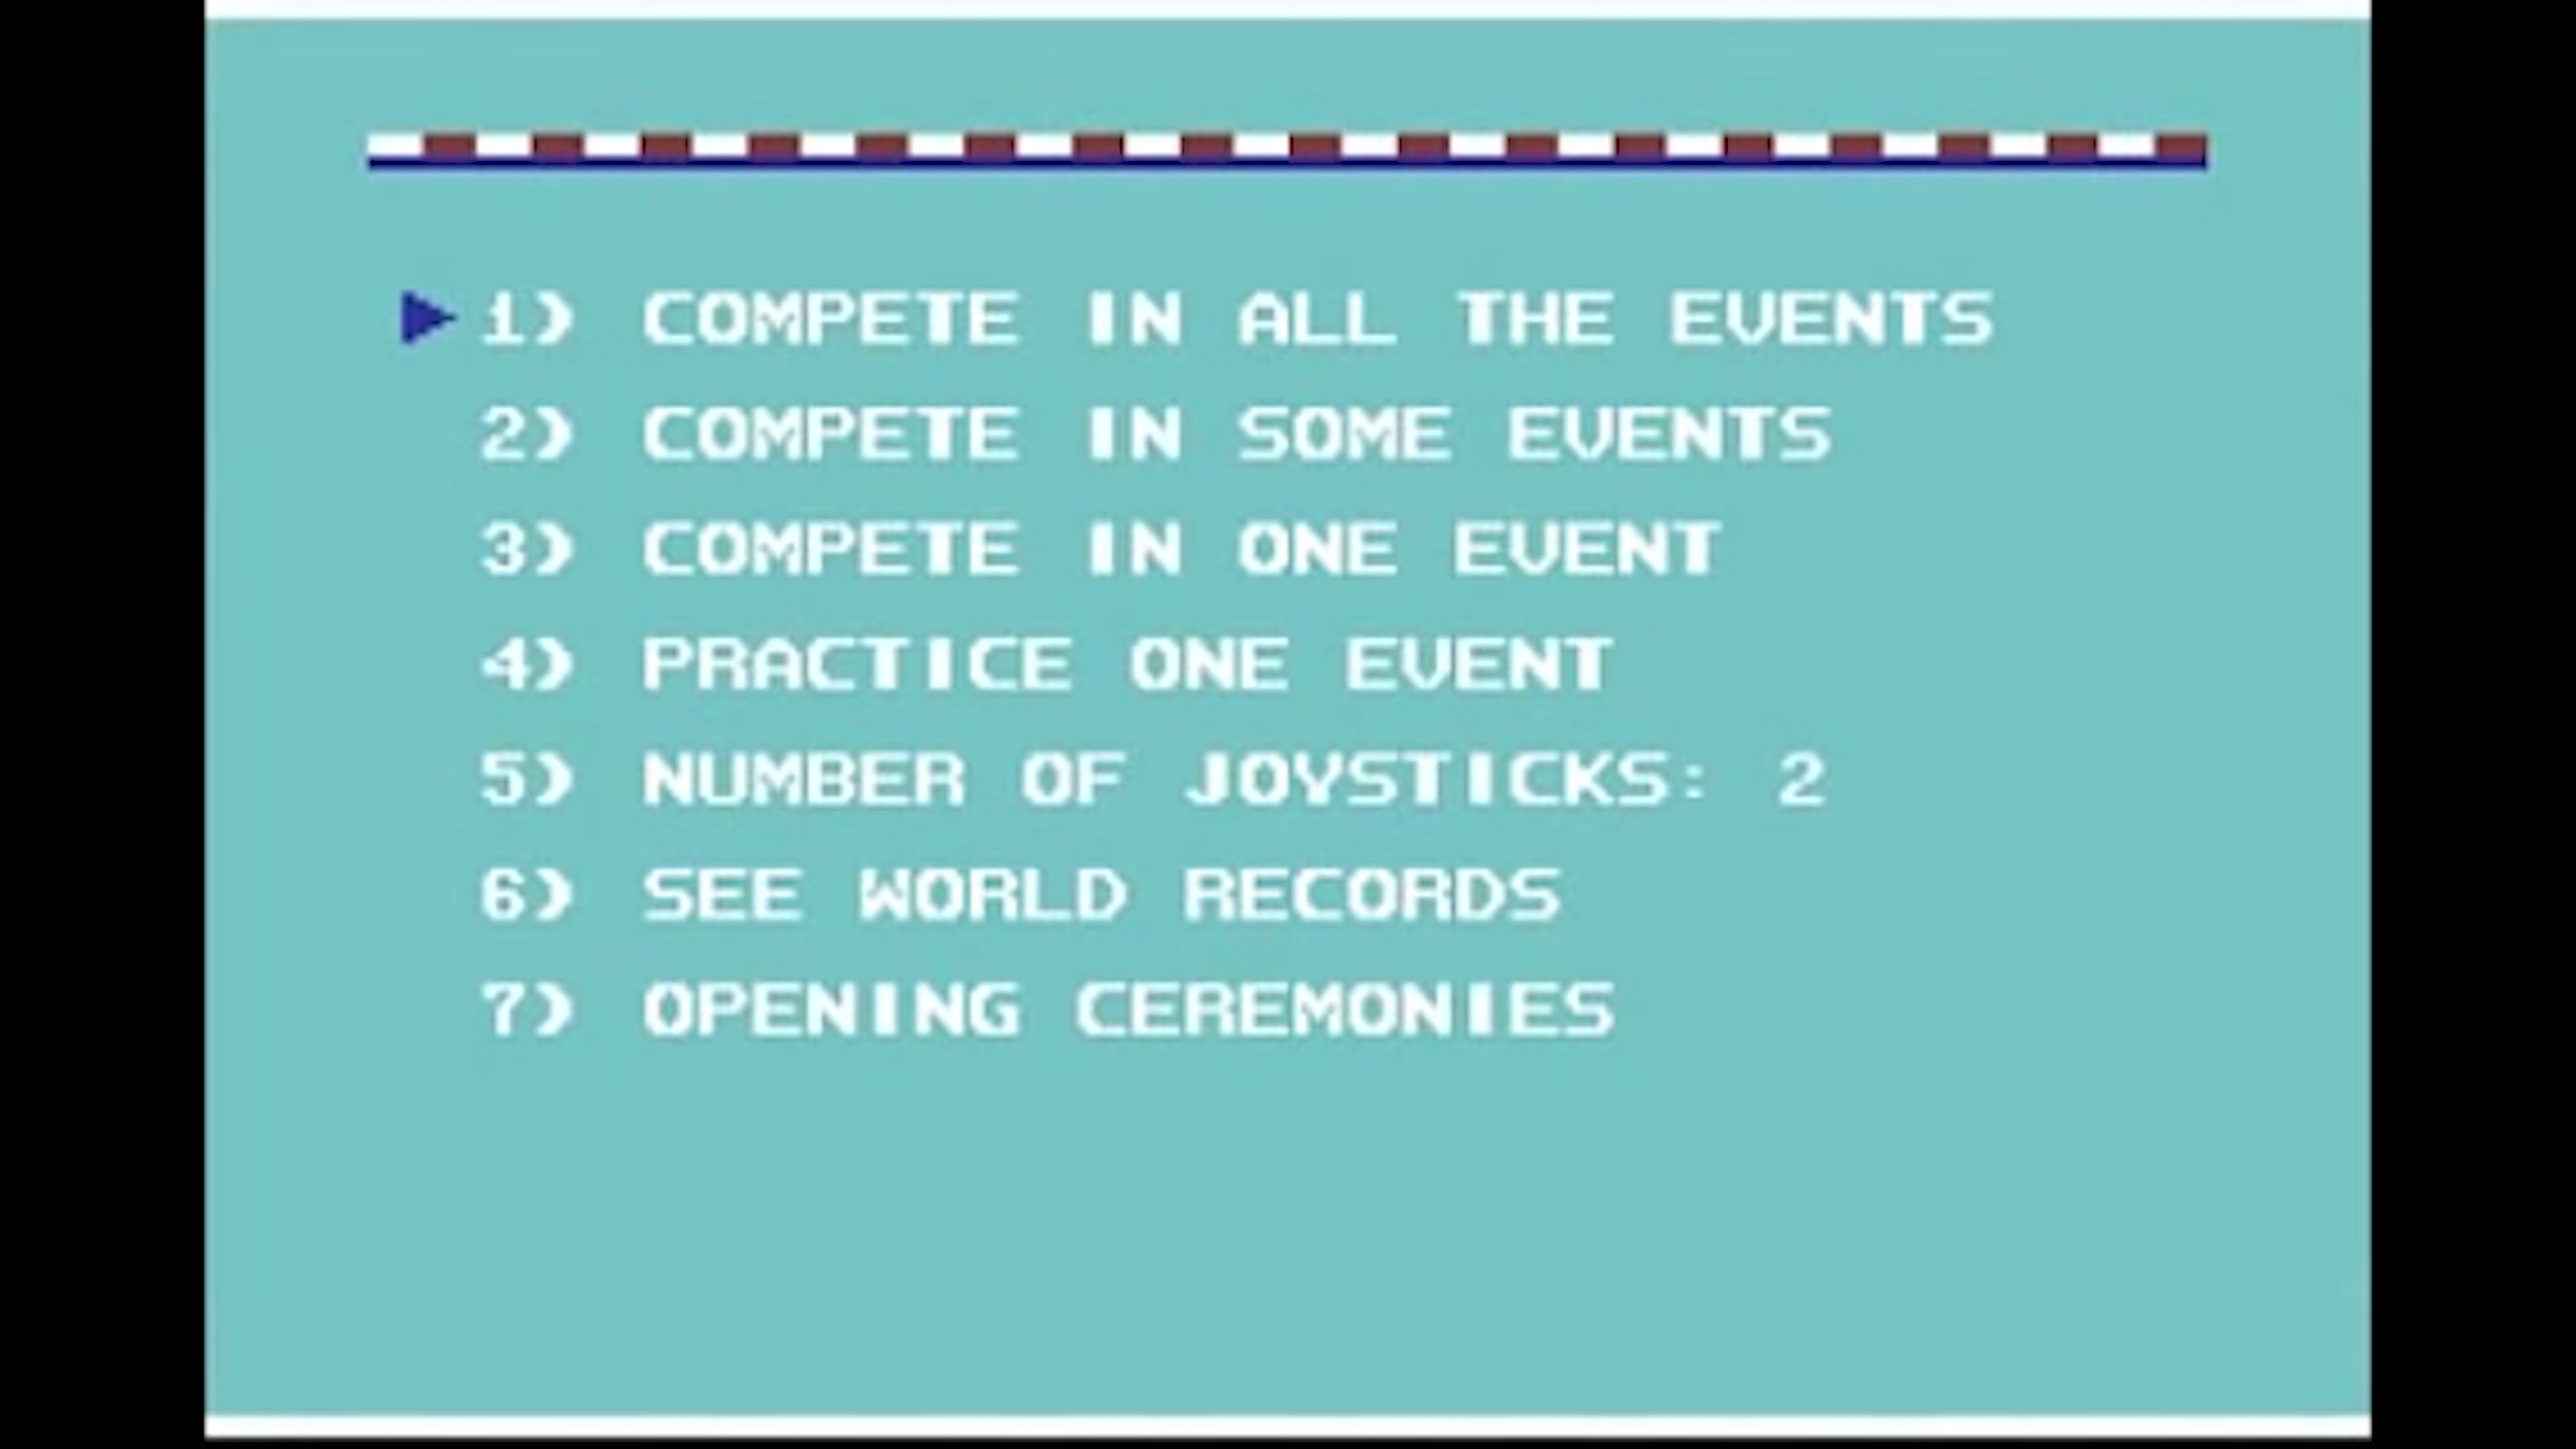 1) COMPETE IN ALL THE EVENTS
2) COMPETE IN SOME EVENTS
3) COMPETE IN ONE EVENT
4) PRACTICE ONE EVENT
5) NUMBER OF JOYSTICKS: 2
6) SEE WORLD RECORDS
7) OPENING CEREMONIES